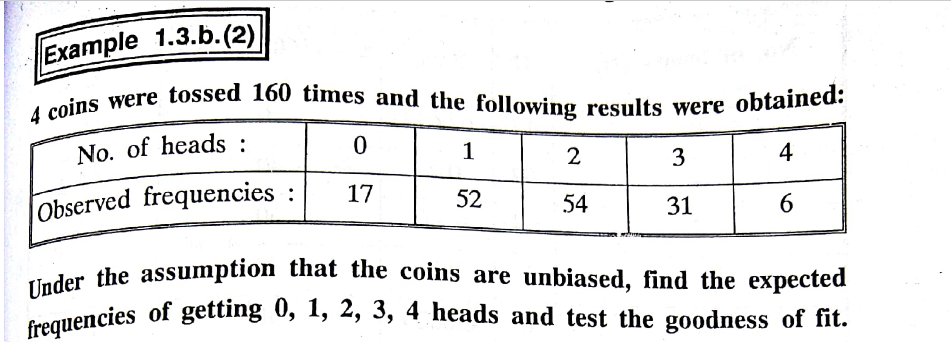 Example 1.3.b.(2)
4 coins were tossed 160 times and the following results were obtained:
No. of heads : 0 1 2 3 4
Observed frequencies : 17 52 54 31 6
Under the assumption that the coins are unbiased, find the expected
frequencies of getting 0, 1, 2, 3, 4 heads and test the goodness of fit.